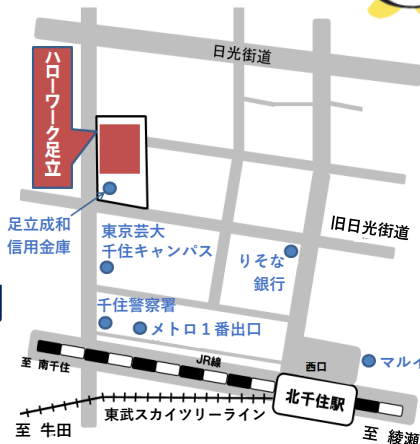 日光街道
ハローワーク足立
足立成和
信用金庫
旧日光街道
東京芸大
千住キャンパス
りそな
銀行
千住警察署
メトロ1番出口
JR線
西口
マルイ
至 南千住
北千住駅
東武スカイツリーライン
至 牛田
至 綾瀬